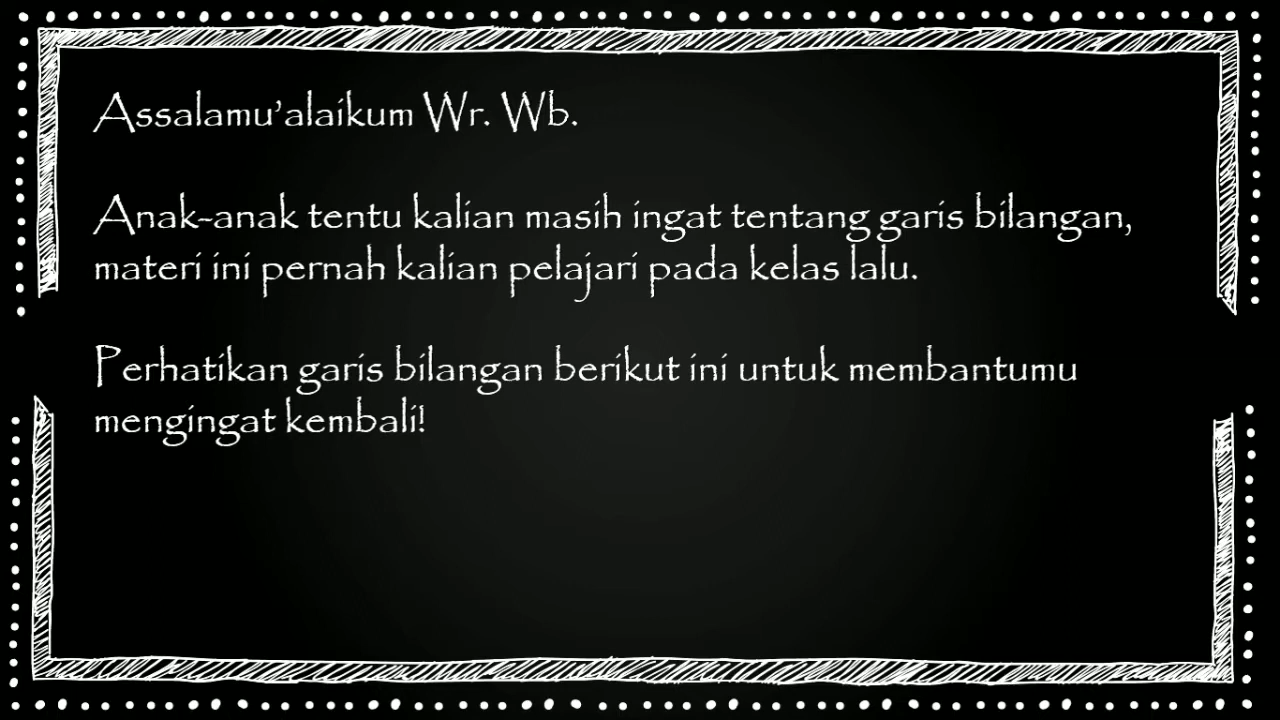 Assalamu'alaikum Wr. Wb.
Anak-anak tentu kalian masih ingat tentang garis bilangan,
materi ini pernah kalian pelajari pada kelas lalu.
Perhatikan garis bilangan berikut ini untuk membantumu
mengingat kembali!